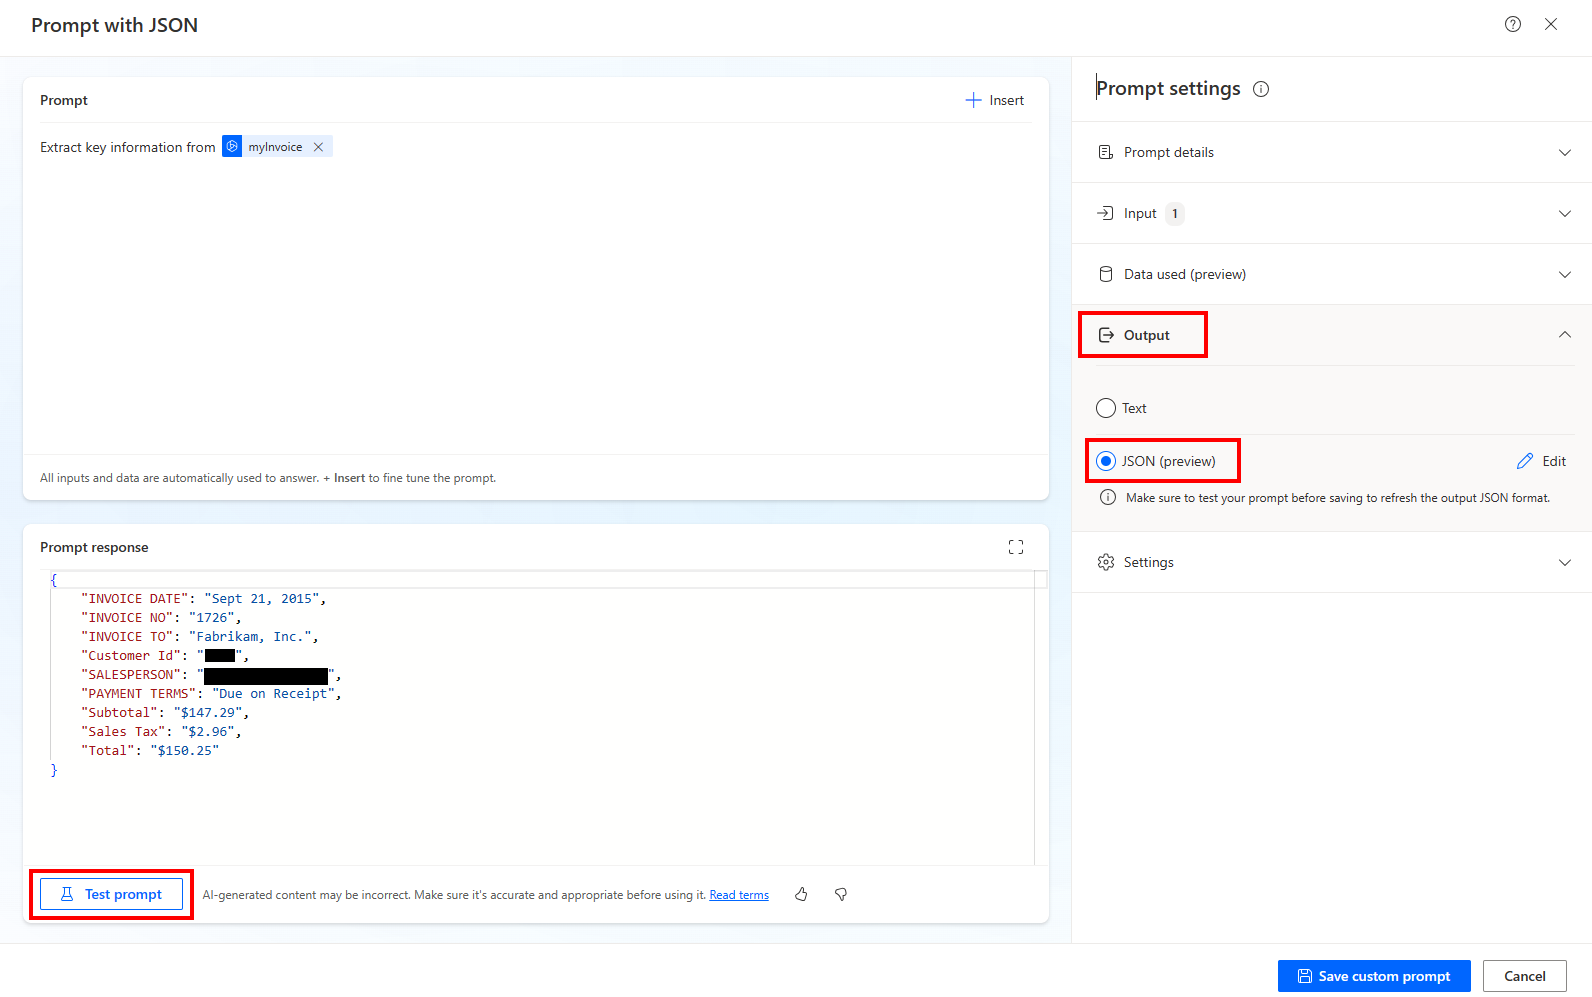 Prompt with JSON
Prompt
Insert
Extract key information from myInvoice
All inputs and data are automatically used to answer. + Insert to fine tune the prompt.
Prompt response
{
"INVOICE DATE": "Sept 21, 2015",
"INVOICE NO": "1726",
"INVOICE TO": "Fabrikam, Inc.",
"Customer Id": "",
"SALESPERSON": "",
"PAYMENT TERMS": "Due on Receipt",
"Subtotal": "$147.29",
"Sales Tax": "$2.96",
"Total": "$150.25"
}
Test prompt
AI-generated content may be incorrect. Make sure it's accurate and appropriate before using it. Read terms
Prompt settings
Prompt details
Input 1
Data used (preview)
Output
Text
JSON (preview)
Edit
Make sure to test your prompt before saving to refresh the output JSON format.
Settings
Save custom prompt
Cancel